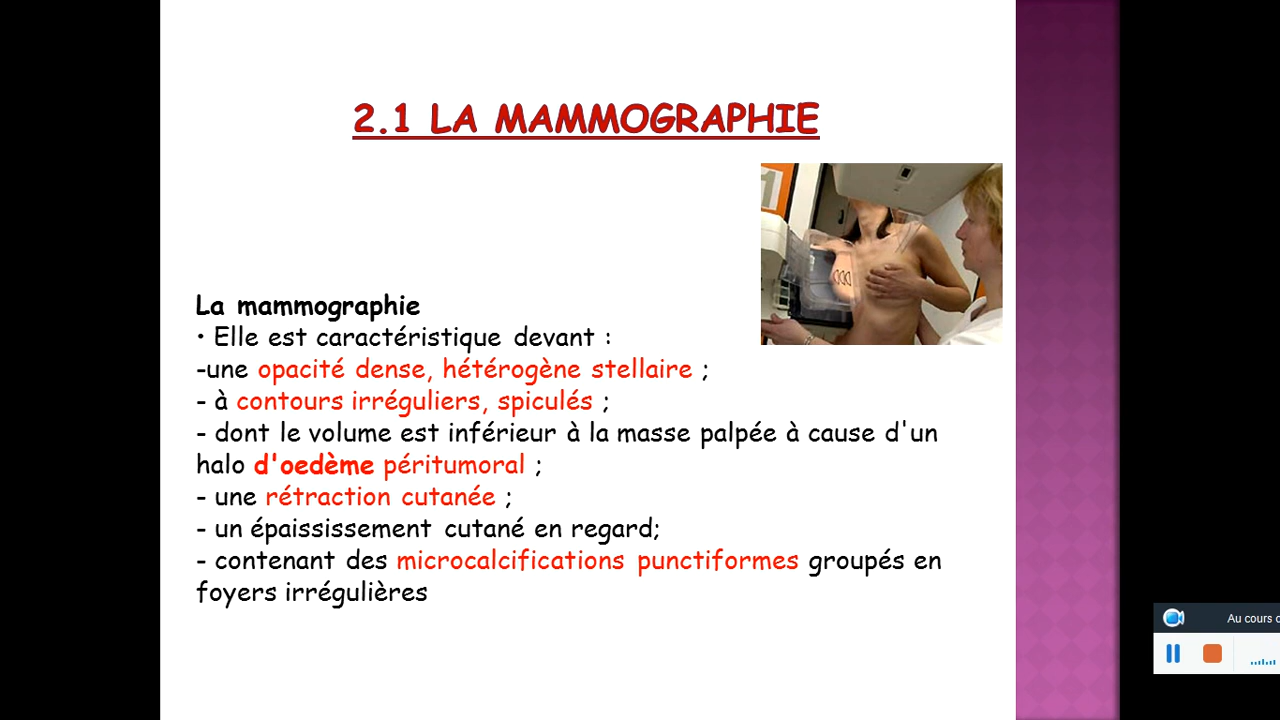 2.1 LA MAMMOGRAPHIE
La mammographie
• Elle est caractéristique devant :
-une opacité dense, hétérogène stellaire ;
- à contours irréguliers, spiculés ;
- dont le volume est inférieur à la masse palpée à cause d'un
halo d'oedème péritumoral ;
- une rétraction cutanée ;
- un épaississement cutané en regard;
- contenant des microcalcifications punctiformes groupés en
foyers irrégulières
Au cours